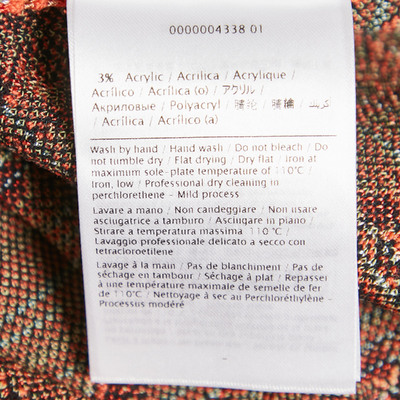 0000004338 01
3% Acrylic / Acrilica / Acrylique /
Acrílico / Acrílica (o) / アクリル /
Акриловые / Polyacryl / 腈纶 / 腈綸 /
/ Acrílica / Acrílico (a)
Wash by hand / Hand wash / Do not bleach / Do
not tumble dry / Flat drying / Dry flat / Iron at
maximum sole-plate temperature of 110°C /
Iron, low / Professional dry cleaning in
perchlorethene - Mild process
Lavare a mano / Non candeggiare / Non usare
asciugatrice a tamburo / Asciugare in piano /
Stirare a temperatura massima 110°C /
Lavaggio professionale delicato a secco con
tetracloroetilene
Lavage à la main / Pas de blanchiment / Pas de
séchage en tambour / Séchage à plat / Repasser
à une température maximale de semelle de fer
de 110°C / Nettoyage à sec au Perchloréthylène -
Processus modéré